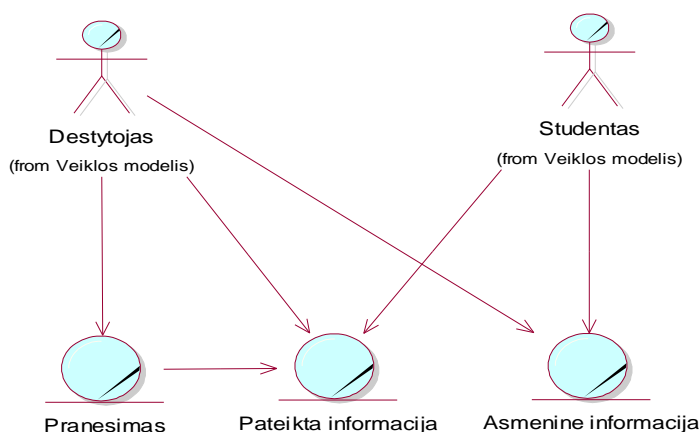 Destytojas
(from Veiklos modelis)
Studentas
(from Veiklos modelis)
Pranesimas
Pateikta informacija
Asmenine informacija